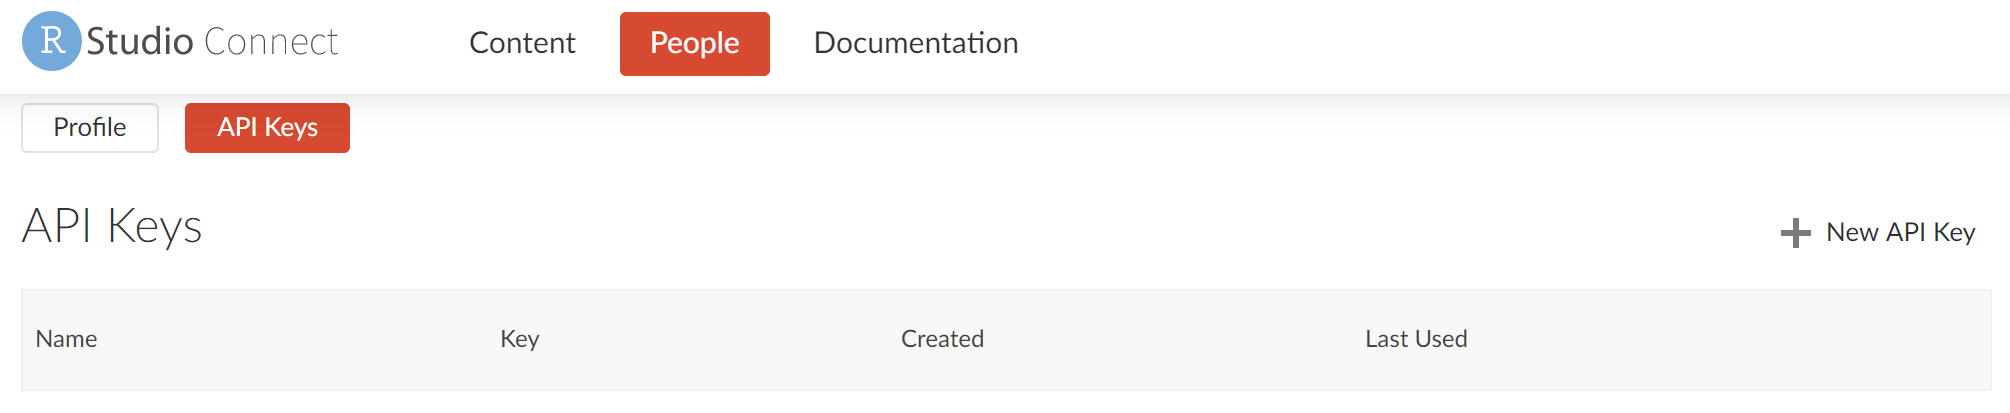 R Studio Connect Content People Documentation
Profile API Keys
API Keys
New API Key
Name Key Created Last Used